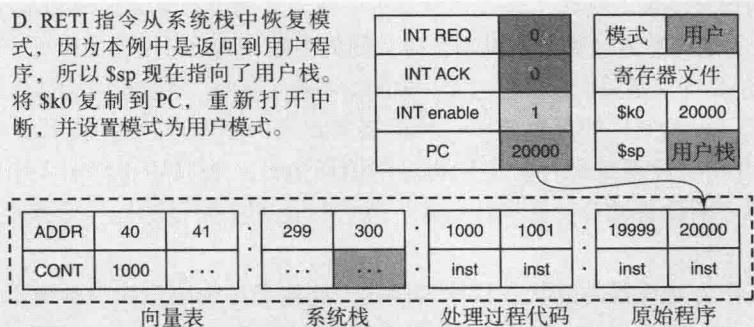 D. RETI 指令从系统栈中恢复模
式，因为本例中是返回到用户程
序，所以 $sp 现在指向了用户栈。
将 $k0 复制到 PC，重新打开中
断，并设置模式为用户模式。
INT REQ 0
INT ACK 0
INT enable 1
PC 20000
模式 用户
寄存器文件
$k0 20000
$sp 用户栈
ADDR 40 41 · 299 300 · 1000 1001 · 19999 20000
CONT 1000 ··· · ··· ··· · inst inst · inst inst
向量表 系统栈 处理过程代码 原始程序